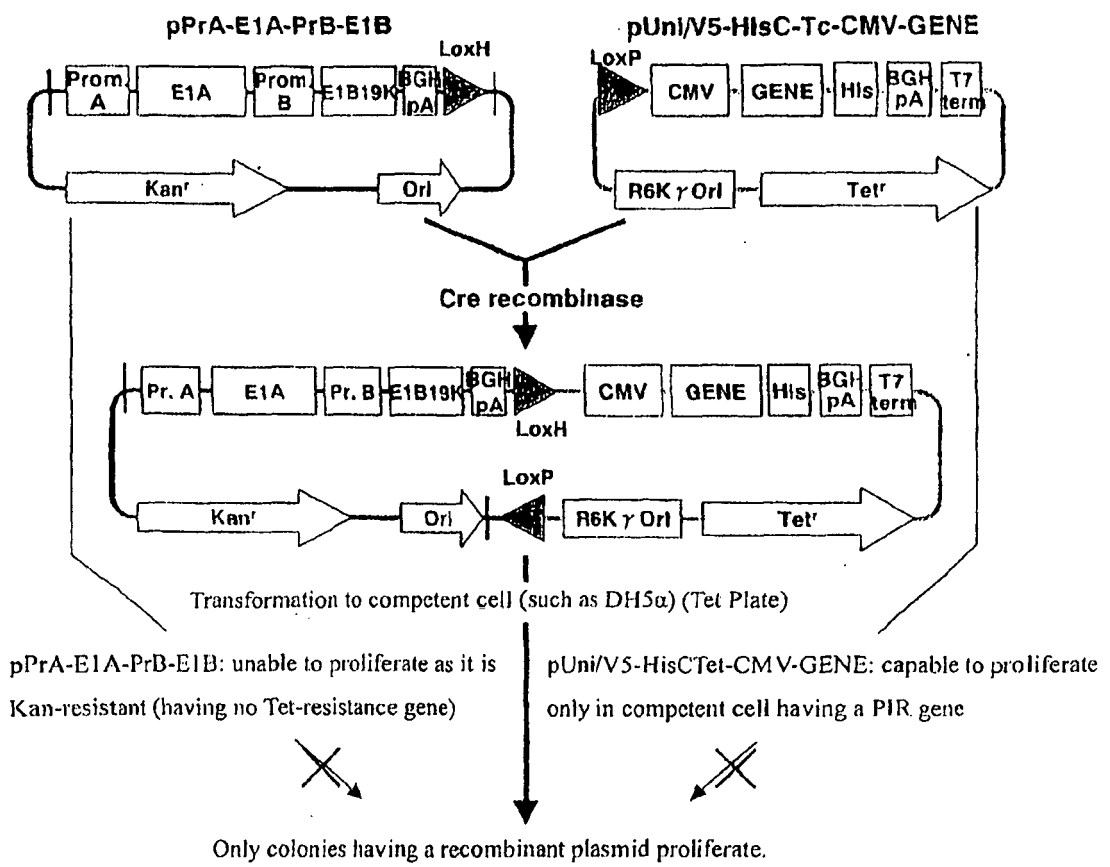 pPrA-E1A-PrB-E1B
pUni/V5-HisC-Tc-CMV-GENE
LoxH
LoxP
Prom. A
E1A
Prom. B
E1B19K
BGH pA
CMV
GENE
His
BGH pA
T7 term
Kanʳ
Ori
R6K γ Ori
Tetʳ
Cre recombinase
Pr. A
E1A
Pr. B
E1B19K
BGH pA
CMV
GENE
His
BGH pA
T7 term
LoxH
LoxP
Kanʳ
Ori
R6K γ Ori
Tetʳ
Transformation to competent cell (such as DH5α) (Tet Plate)
pPrA-E1A-PrB-E1B: unable to proliferate as it is
Kan-resistant (having no Tet-resistance gene)
pUni/V5-HisCTet-CMV-GENE: capable to proliferate
only in competent cell having a PIR gene
Only colonies having a recombinant plasmid proliferate.